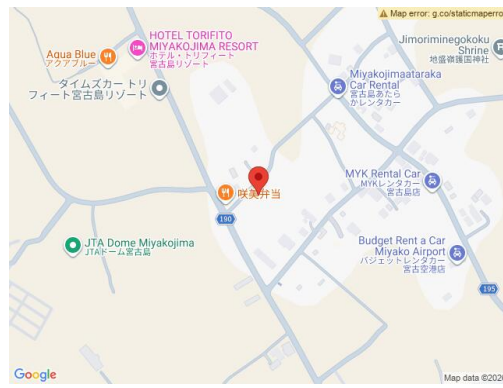 Map error: g.co/staticmaperro
HOTEL TORIFITO
MIYAKOJIMA RESORT
ホテル・トリフィート
宮古島リゾート
Aqua Blue
アクアブルー
タイムズカー トリ
フィート宮古島リゾート
Jimoriminegokoku
Shrine
地盛嶺護国神社
Miyakojimaataraka
Car Rental
宮古島あたら
かレンタカー
MYK Rental Car
MYKレンタカー
宮古島店
咲美弁当
190
JTA Dome Miyakojima
JTAドーム宮古島
Budget Rent a Car
Miyako Airport
バジェットレンタカー
宮古空港店
195
Google
Map data ©202